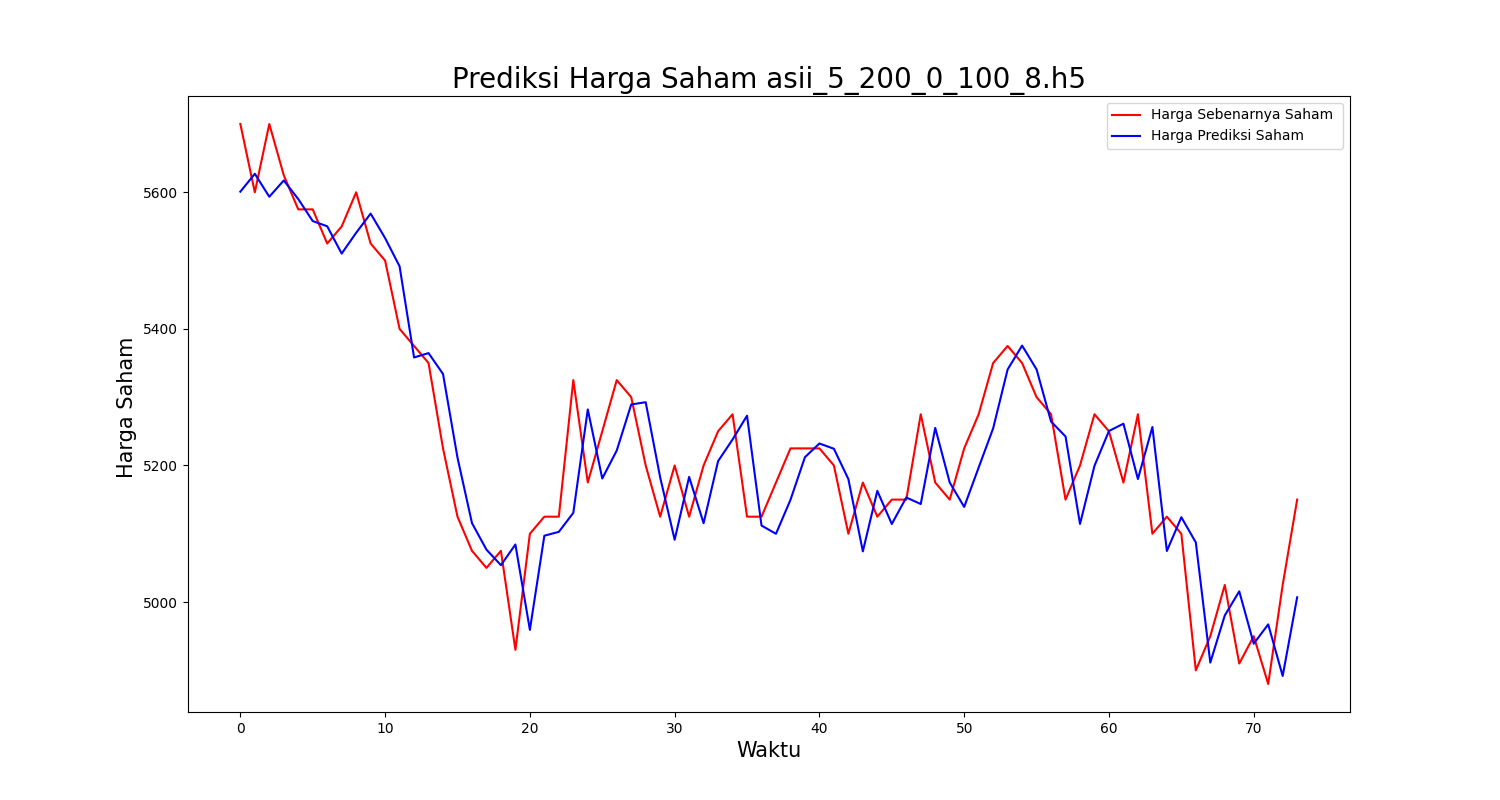 Prediksi Harga Saham asii_5_200_0_100_8.h5
Harga Sebenarnya Saham
Harga Prediksi Saham
Harga Saham
5600
5400
5200
5000
0 10 20 30 40 50 60 70
Waktu